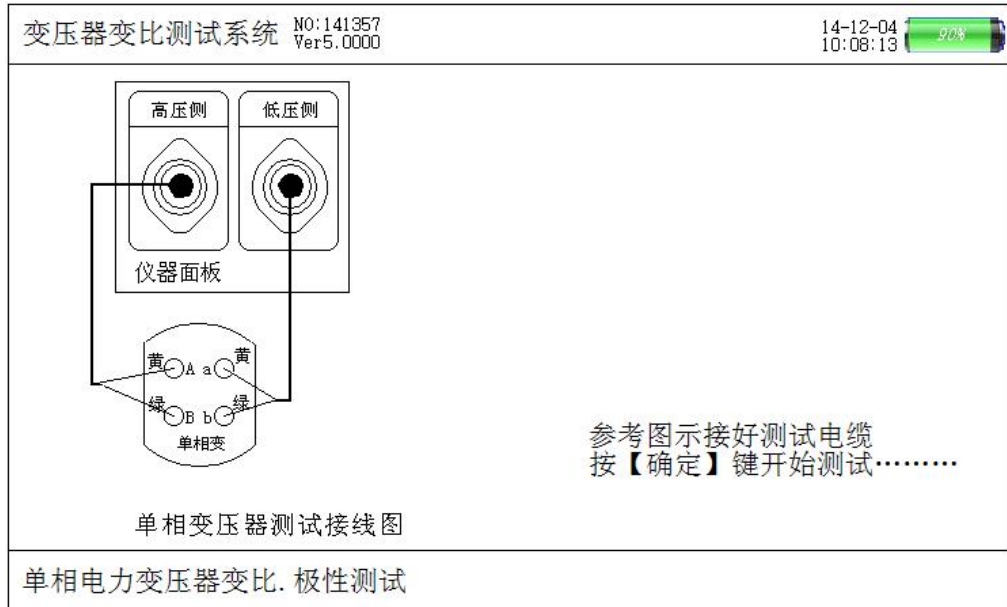 变压器变比测试系统
NO:141357
Ver5.0000
14-12-04
10:08:13
90%
高压侧
低压侧
仪器面板
黄 A a 黄
绿 B b 绿
单相变
参考图示接好测试电缆
按【确定】键开始测试………
单相变压器测试接线图
单相电力变压器变比.极性测试